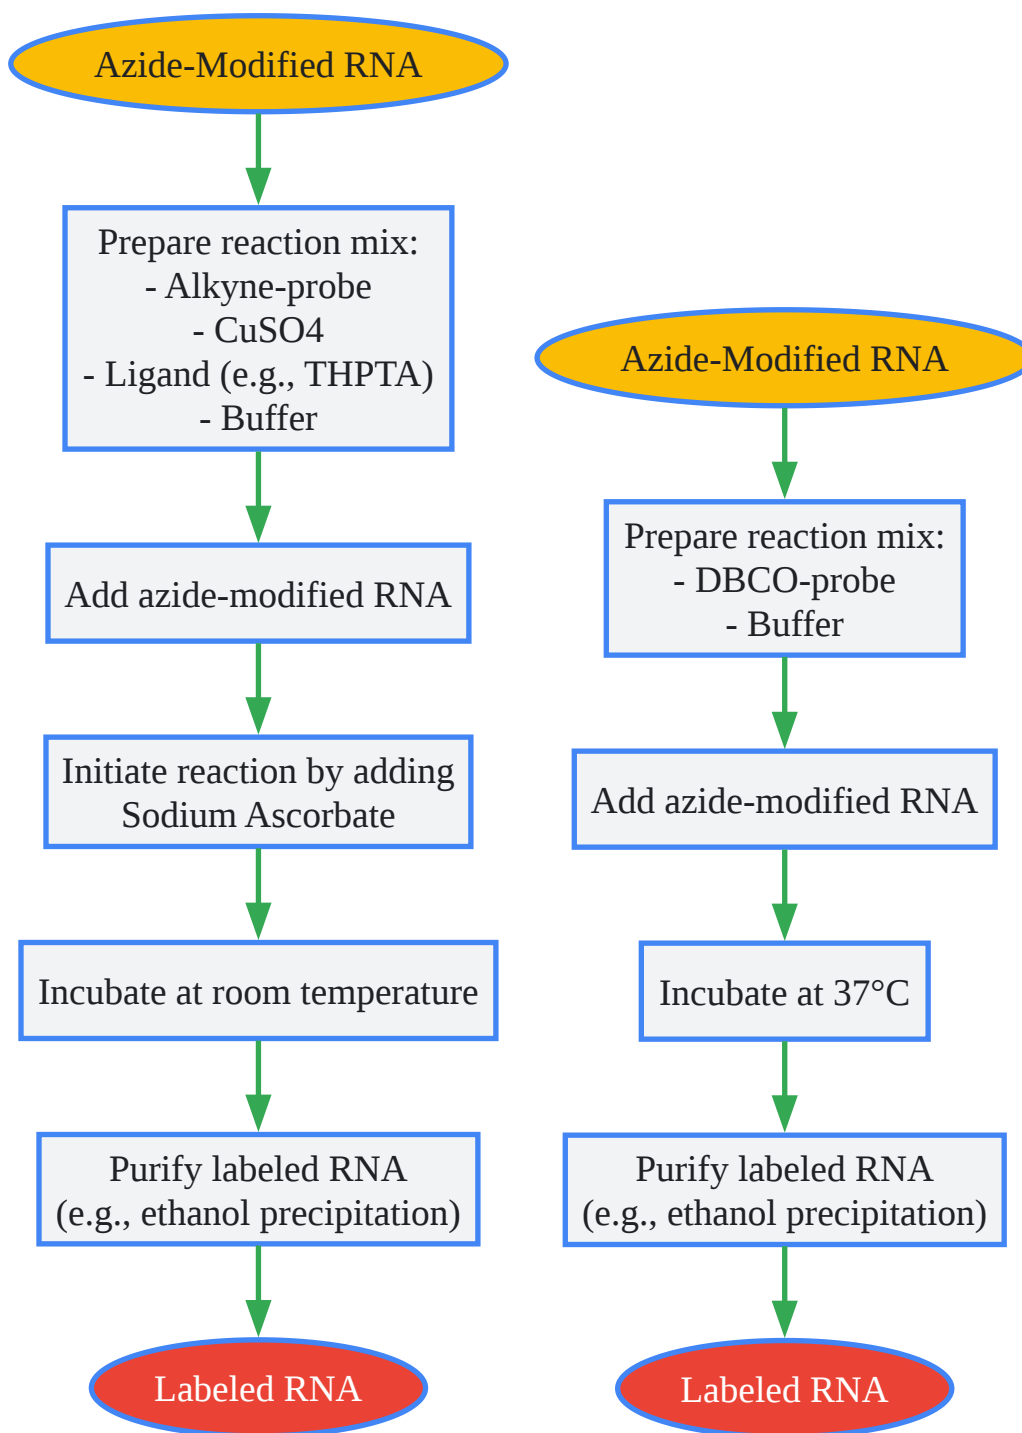 Azide-Modified RNA
Prepare reaction mix:
- Alkyne-probe
- CuSO4
- Ligand (e.g., THPTA)
- Buffer
Add azide-modified RNA
Initiate reaction by adding
Sodium Ascorbate
Incubate at room temperature
Purify labeled RNA
(e.g., ethanol precipitation)
Labeled RNA
Azide-Modified RNA
Prepare reaction mix:
- DBCO-probe
- Buffer
Add azide-modified RNA
Incubate at 37°C
Purify labeled RNA
(e.g., ethanol precipitation)
Labeled RNA